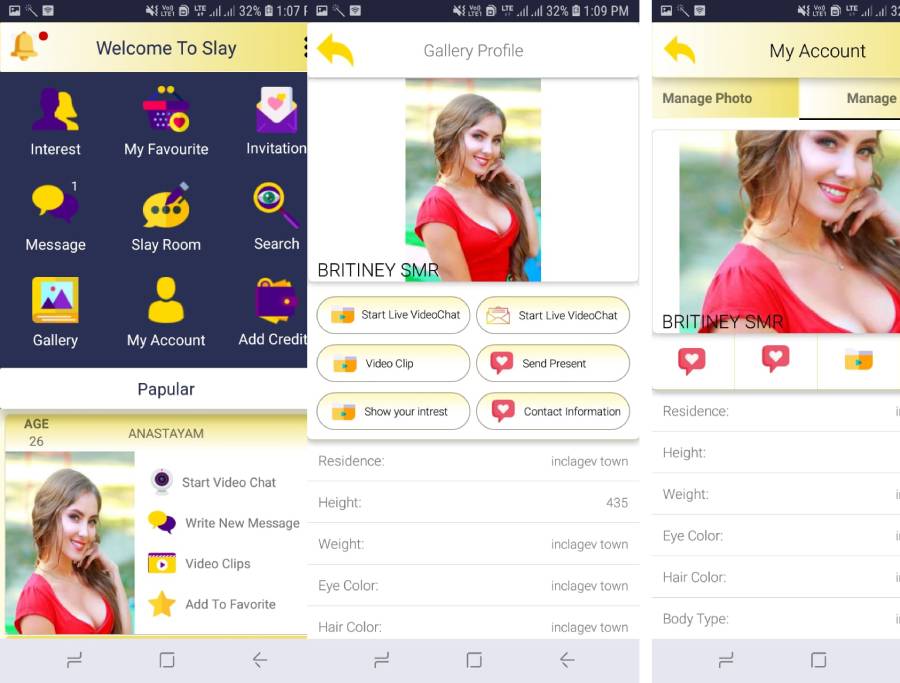 32% 1:07 F
Welcome To Slay
Interest
My Favourite
Invitation
1
Message
Slay Room
Search
Gallery
My Account
Add Credit
Papular
AGE
26
ANASTAYAM
Start Video Chat
Write New Message
Video Clips
Add To Favorite
32% 1:09 PM
Gallery Profile
BRITINEY SMR
Start Live VideoChat
Start Live VideoChat
Video Clip
Send Present
Show your intrest
Contact Information
Residence: inclagev town
Height: 435
Weight: inclagev town
Eye Color: inclagev town
Hair Color: inclagev town
My Account
Manage Photo
Manage
BRITINEY SMR
Residence:
Height:
Weight:
Eye Color:
Hair Color:
Body Type: